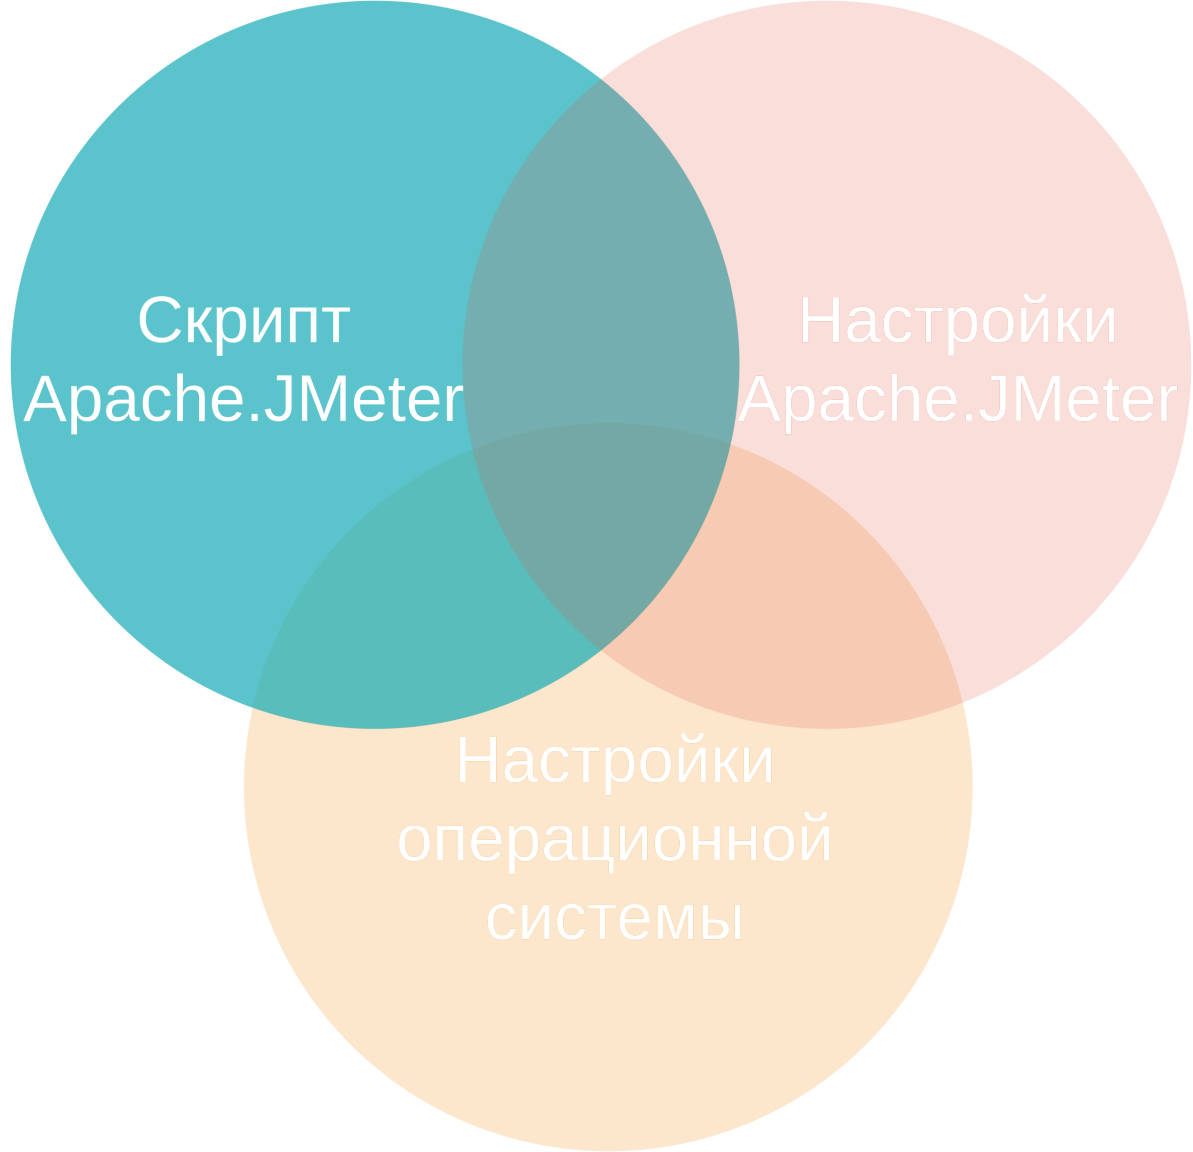 Скрипт
Apache.JMeter
Настройки
Apache.JMeter
Настройки
операционной
системы